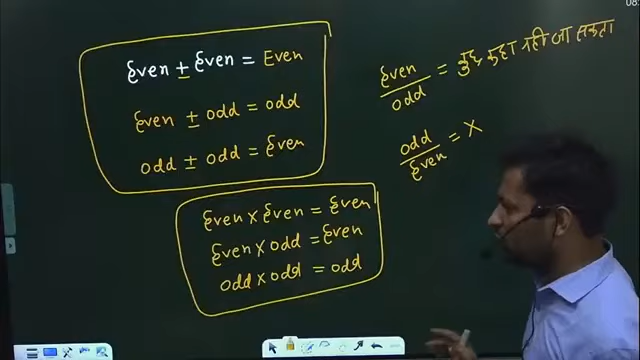 Even ± Even = Even
Even ± odd = odd
odd ± odd = Even
Even × Even = Even
Even × odd = Even
odd × odd = odd
Even/odd = कुछ कहा नहीं जा सकता
odd/Even = ×
08: